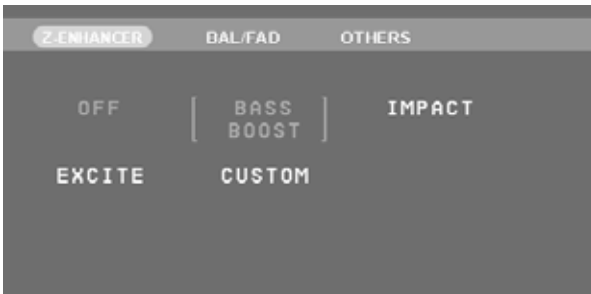 Z-ENHANCER BAL/FAD OTHERS
OFF [ BASS BOOST ] IMPACT
EXCITE CUSTOM